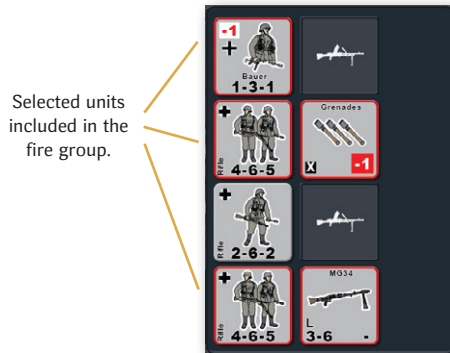 -1
Bauer
1-3-1
Selected units
included in the
fire group.
Rifle
4-6-5
Grenades
X
-1
Rifle
2-6-2
Rifle
4-6-5
MG34
L
3-6 -